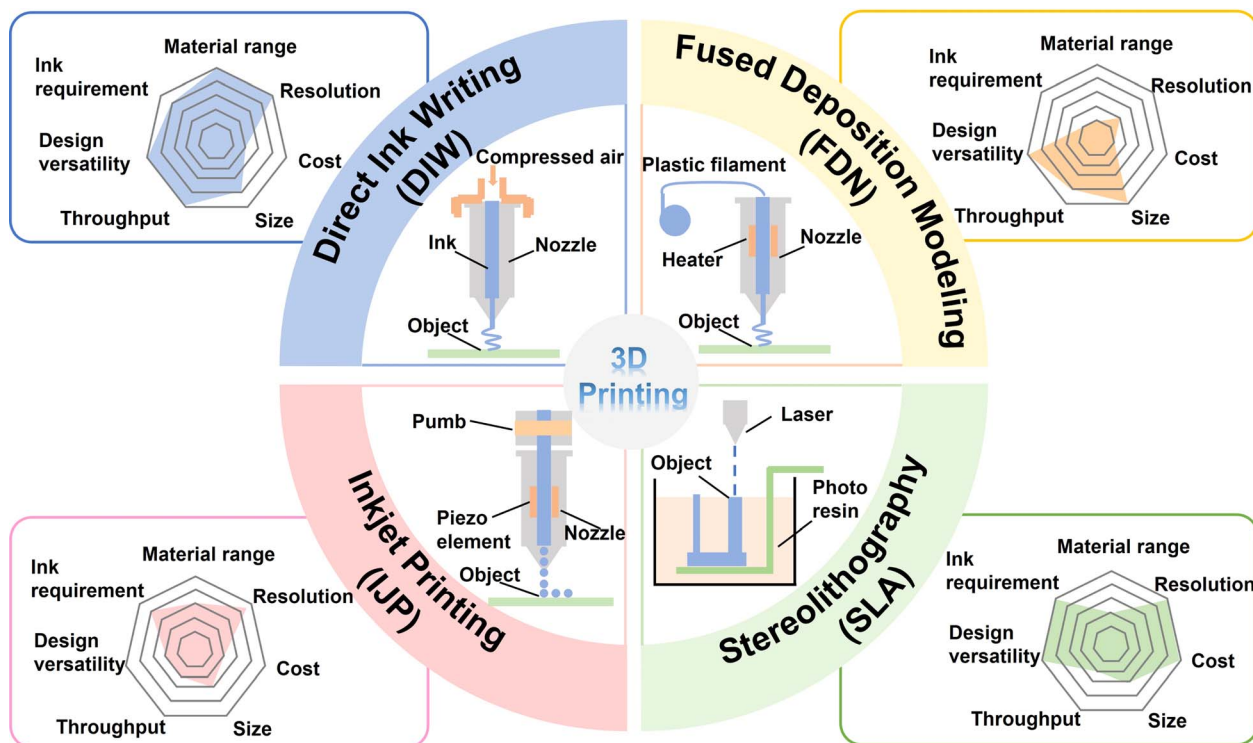 Material range
Ink
requirement
Resolution
Design
versatility
Cost
Throughput
Size
Direct Ink Writing
(DIW)
Compressed air
Ink
Nozzle
Object
Fused Deposition Modeling
(FDN)
Plastic filament
Heater
Nozzle
Object
Material range
Ink
requirement
Resolution
Design
versatility
Cost
Throughput
Size
3D
Printing
Inkjet Printing
(IJP)
Pumb
Piezo
element
Nozzle
Object
Material range
Ink
requirement
Resolution
Design
versatility
Cost
Throughput
Size
Stereolithography
(SLA)
Laser
Object
Photo
resin
Material range
Ink
requirement
Resolution
Design
versatility
Cost
Throughput
Size